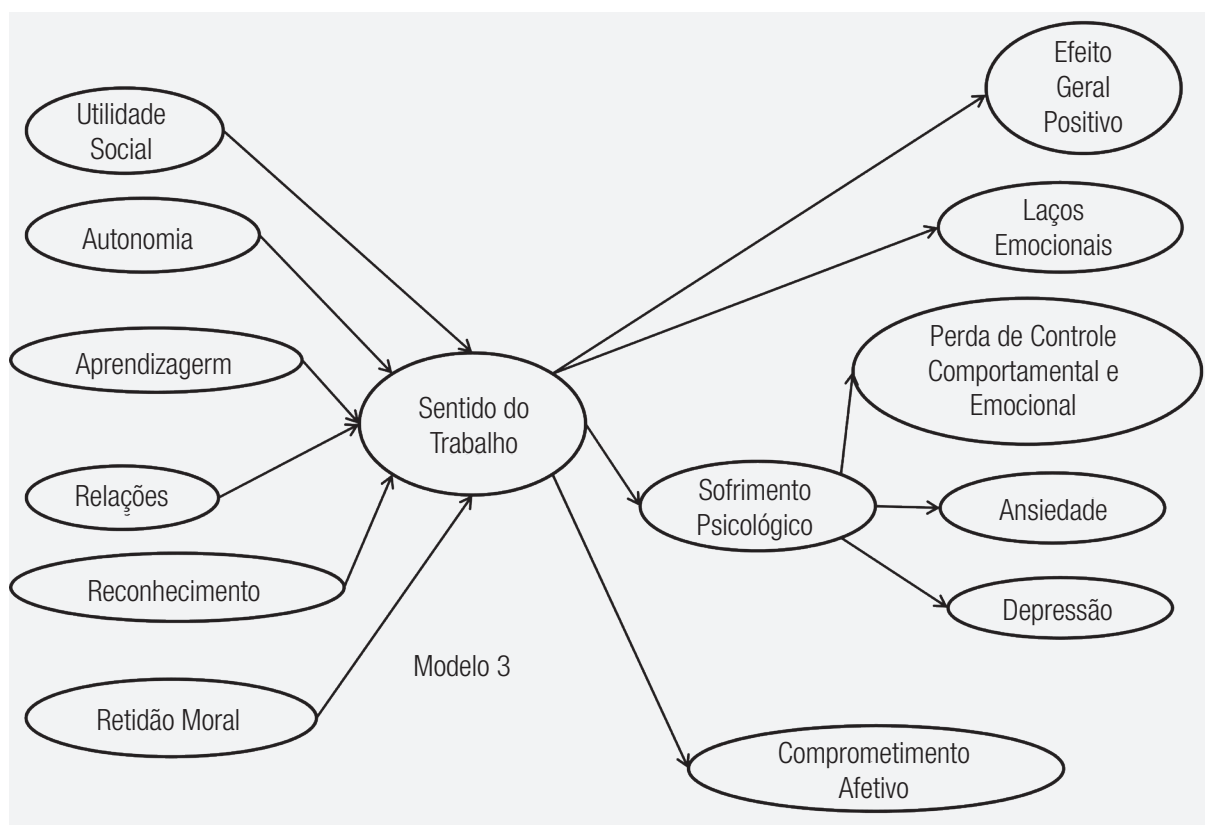 Utilidade
Social
Autonomia
Aprendizagerm
Relações
Reconhecimento
Retidão Moral
Sentido do
Trabalho
Modelo 3
Efeito
Geral
Positivo
Laços
Emocionais
Perda de Controle
Comportamental e
Emocional
Sofrimento
Psicológico
Ansiedade
Depressão
Comprometimento
Afetivo